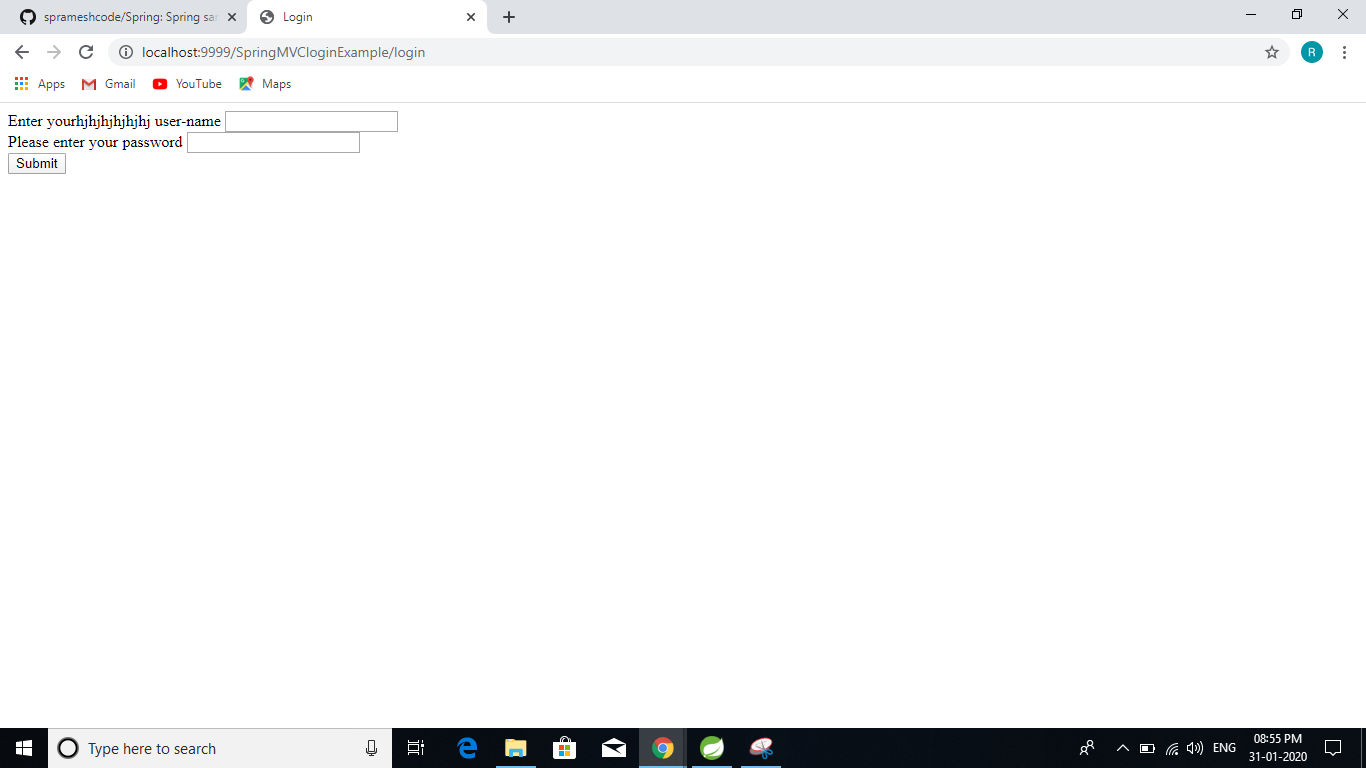 sprameshcode/Spring: Spring sa
Login
localhost:9999/SpringMVCloginExample/login
R
Apps
Gmail
YouTube
Maps
Enter yourhjhjhjhjhjhj user-name
Please enter your password
Submit
Type here to search
ENG
08:55 PM
31-01-2020